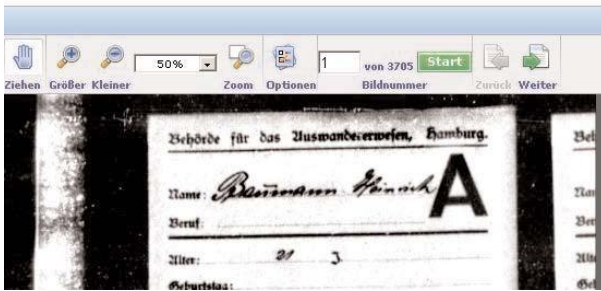 50% 1 von 3705 Start
Ziehen Größer Kleiner Zoom Optionen Bildnummer Zurück Weiter
Behörde für das Auswandererwesen, Hamburg.
Name: Baumann Heinrich A
Beruf:
Alter: 21 J.
Geburtstag: